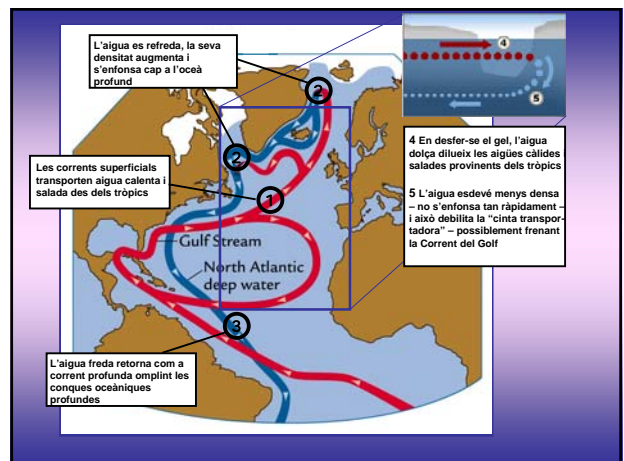 L'aigua es refreda, la seva
densitat augmenta i
s'enfonsa cap a l'oceà
profund
4
5
2
2
4 En desfer-se el gel, l'aigua
dolça dilueix les aigües càlides i
salades provinents dels tròpics
5 L'aigua esdevé menys densa
– no s'enfonsa tan ràpidament –
i això debilita la “cinta transpor-
tadora” – possiblement frenant
la Corrent del Golf
Les corrents superficials
transporten aigua calenta i
salada des dels tròpics
1
Gulf Stream
North Atlantic
deep water
3
L'aigua freda retorna com a
corrent profunda omplint les
conques oceàniques
profundes